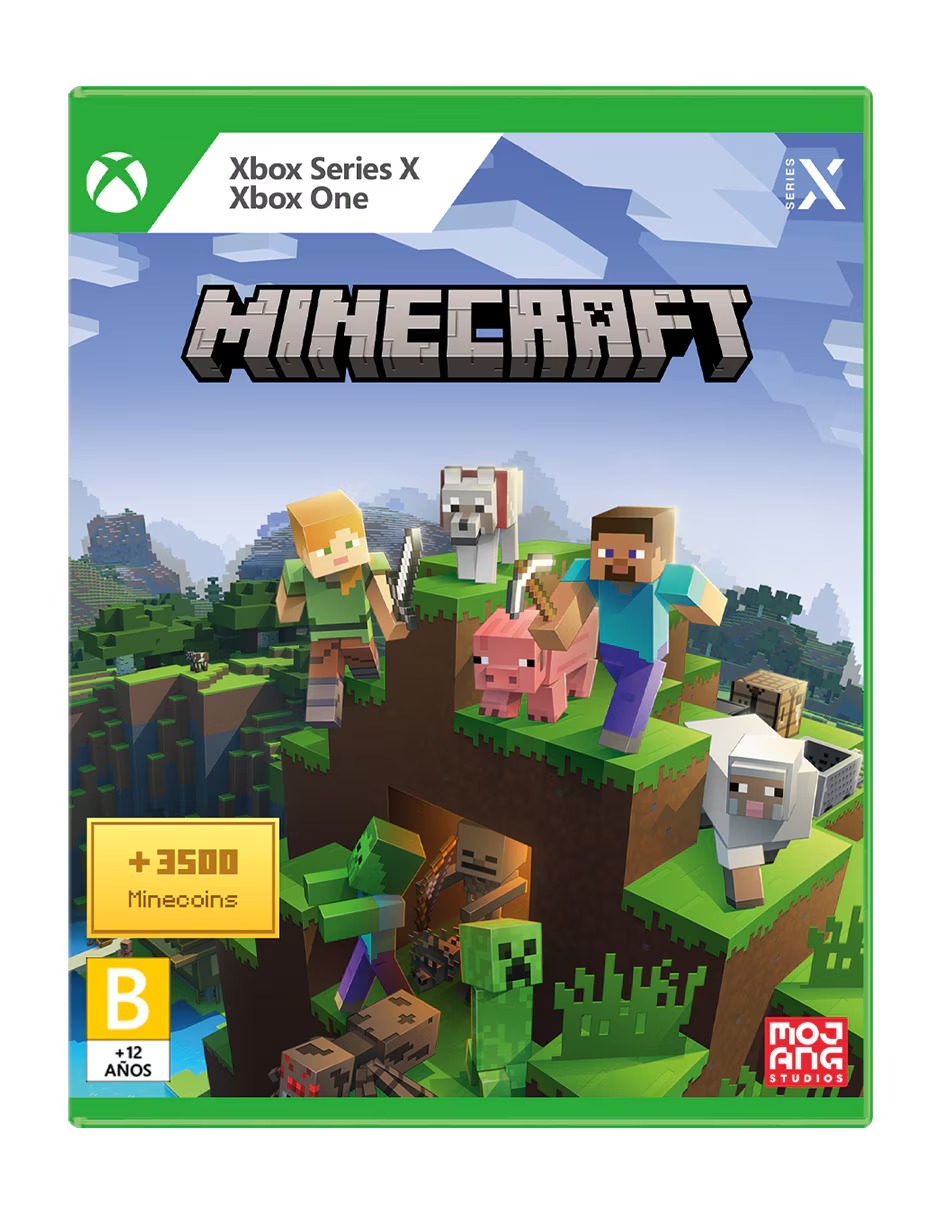 Xbox Series X
Xbox One
SERIES X
MINECRAFT
+3500
Minecoins
B
+12
AÑOS
MOJ
ANG
STUDIOS